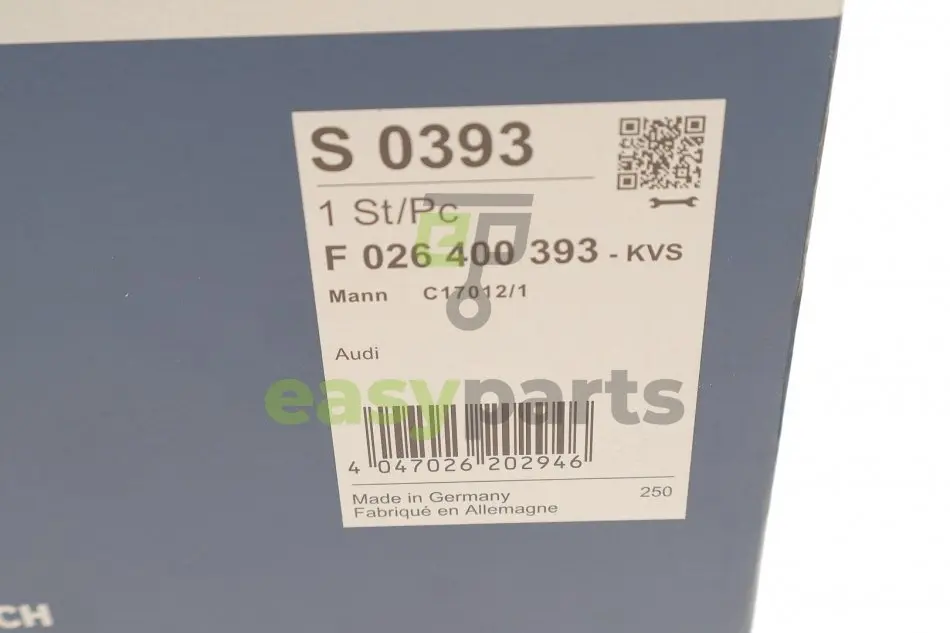 S 0393
1 St/Pc
F 026 400 393 - KVS
Mann C17012/1
Audi
easyparts
4 047026 202946
Made in Germany 250
Fabriqué en Allemagne
CH